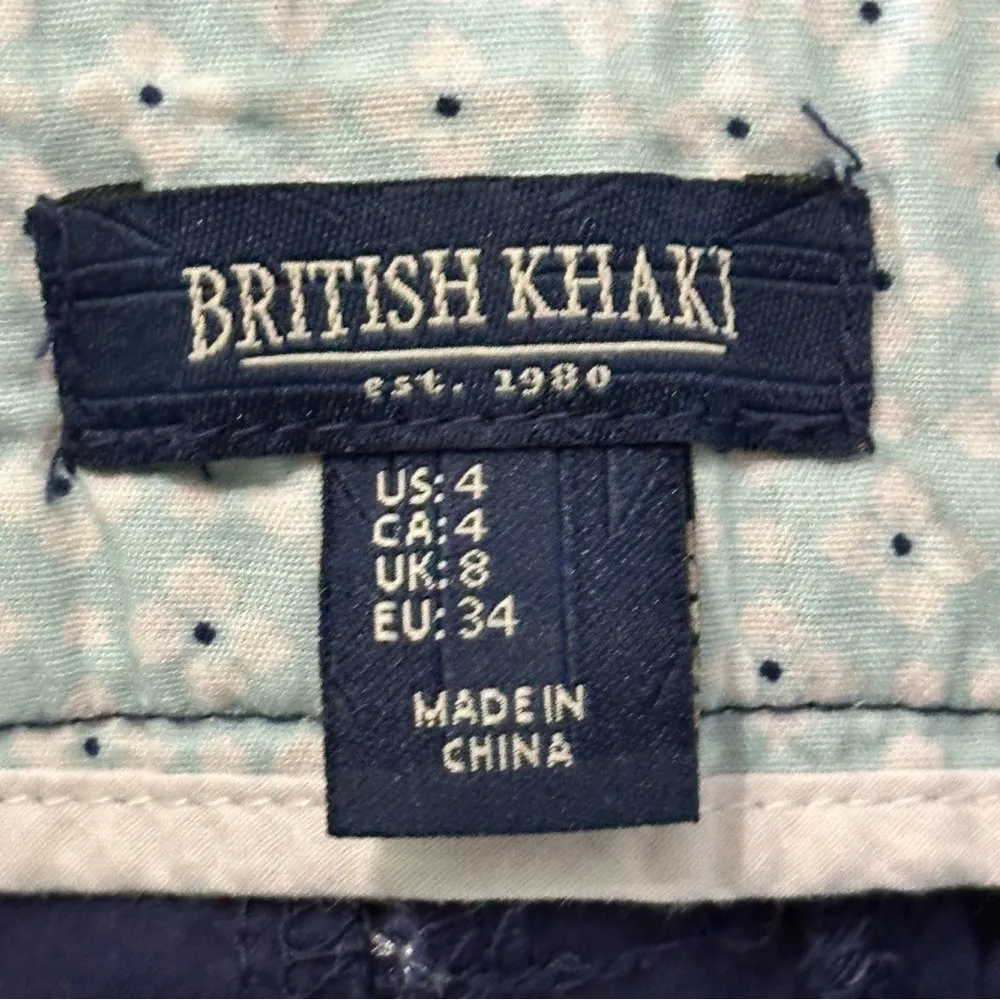 BRITISH KHAKI
est. 1980
US: 4
CA: 4
UK: 8
EU: 34
MADE IN
CHINA